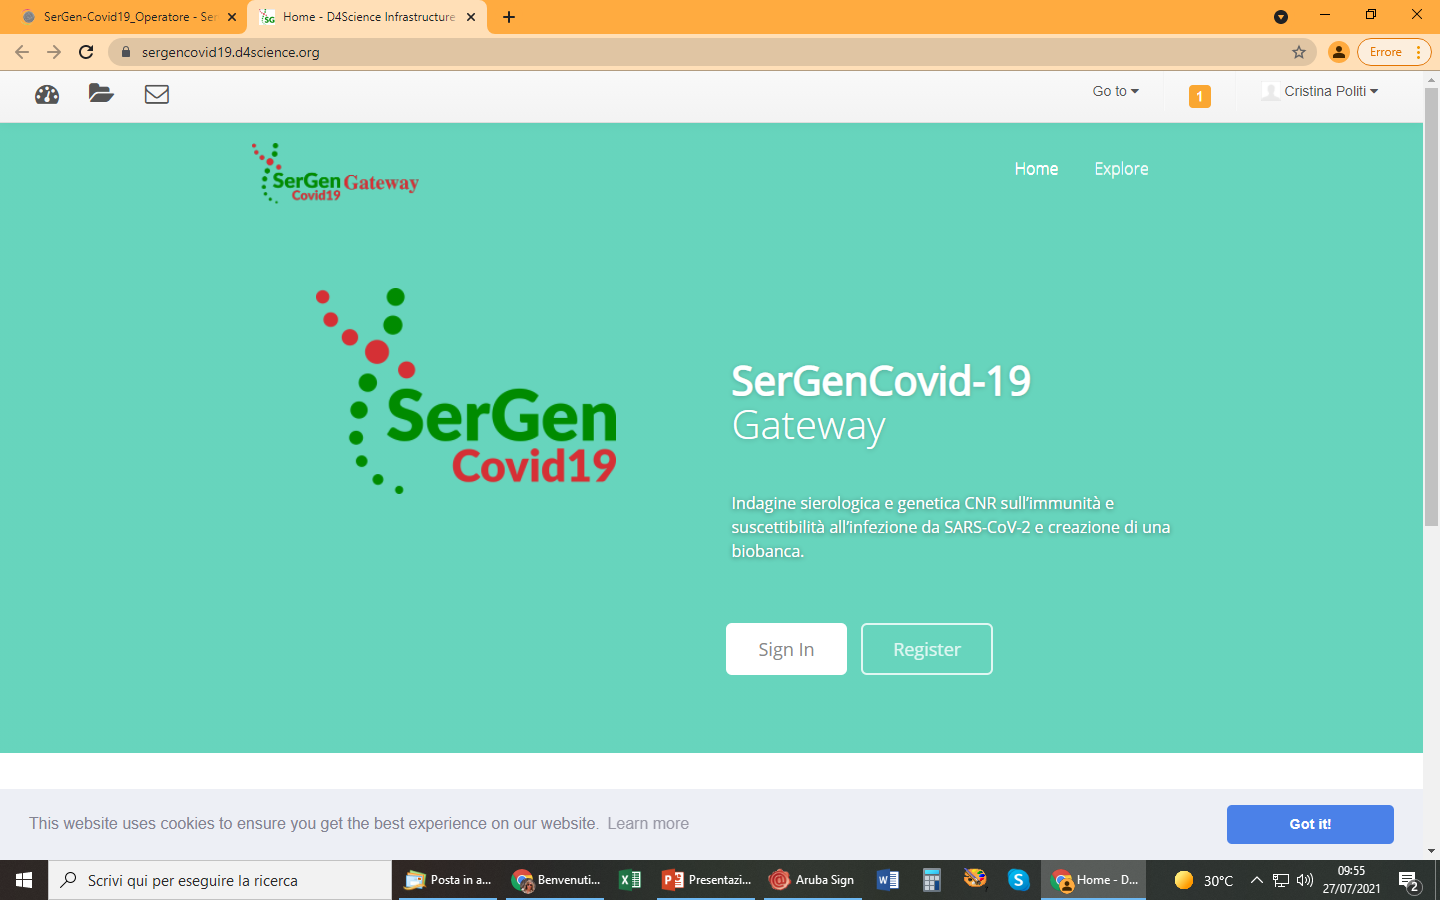 SerGen-Covid19_Operatore - Ser
Home - D4Science Infrastructure
sergencovid19.d4science.org
Errore
Go to
1
Cristina Politi
SerGen Gateway
Covid19
Home
Explore
SerGen
Covid19
SerGenCovid-19
Gateway
Indagine sierologica e genetica CNR sull’immunità e
suscettibilità all’infezione da SARS-CoV-2 e creazione di una
biobanca.
Sign In
Register
This website uses cookies to ensure you get the best experience on our website. Learn more
Got it!
Scrivi qui per eseguire la ricerca
Posta in a...
Benvenuti...
Presentazi...
Aruba Sign
Home - D...
30°C
09:55
27/07/2021
2